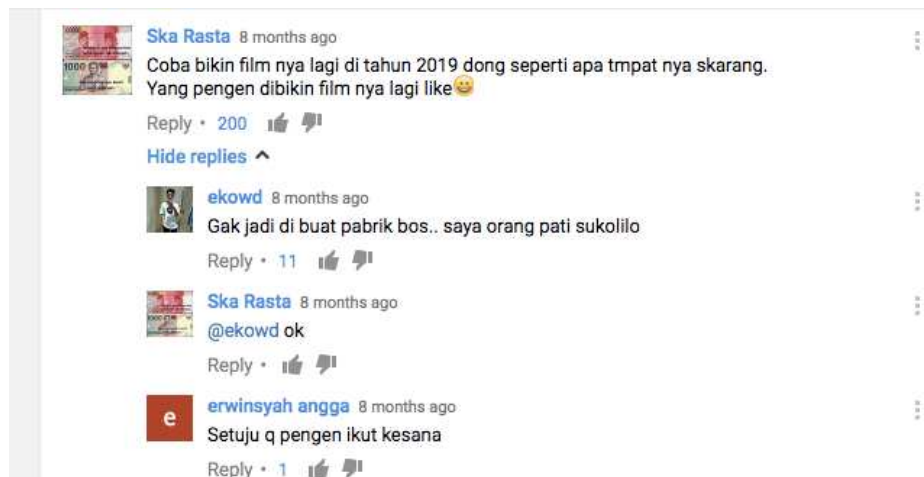 Ska Rasta 8 months ago
Coba bikin film nya lagi di tahun 2019 dong seperti apa tmpat nya skarang.
Yang pengen dibikin film nya lagi like😀
Reply • 200
Hide replies
ekowd 8 months ago
Gak jadi di buat pabrik bos.. saya orang pati sukolilo
Reply • 11
Ska Rasta 8 months ago
@ekowd ok
Reply •
e
erwinsyah angga 8 months ago
Setuju q pengen ikut kesana
Reply • 1